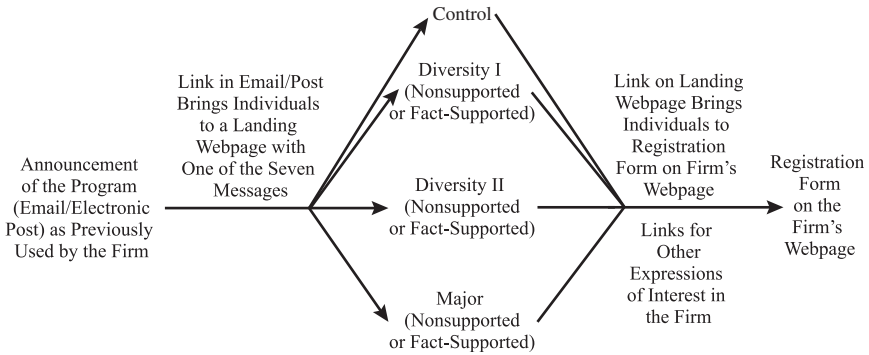 Announcement
of the Program
(Email/Electronic
Post) as Previously
Used by the Firm
Link in Email/Post
Brings Individuals
to a Landing
Webpage with
One of the Seven
Messages
Control
Diversity I
(Nonsupported
or Fact-Supported)
Diversity II
(Nonsupported
or Fact-Supported)
Major
(Nonsupported
or Fact-Supported)
Link on Landing
Webpage Brings
Individuals to
Registration
Form on Firm’s
Webpage
Links for
Other
Expressions
of Interest in
the Firm
Registration
Form
on the
Firm’s
Webpage